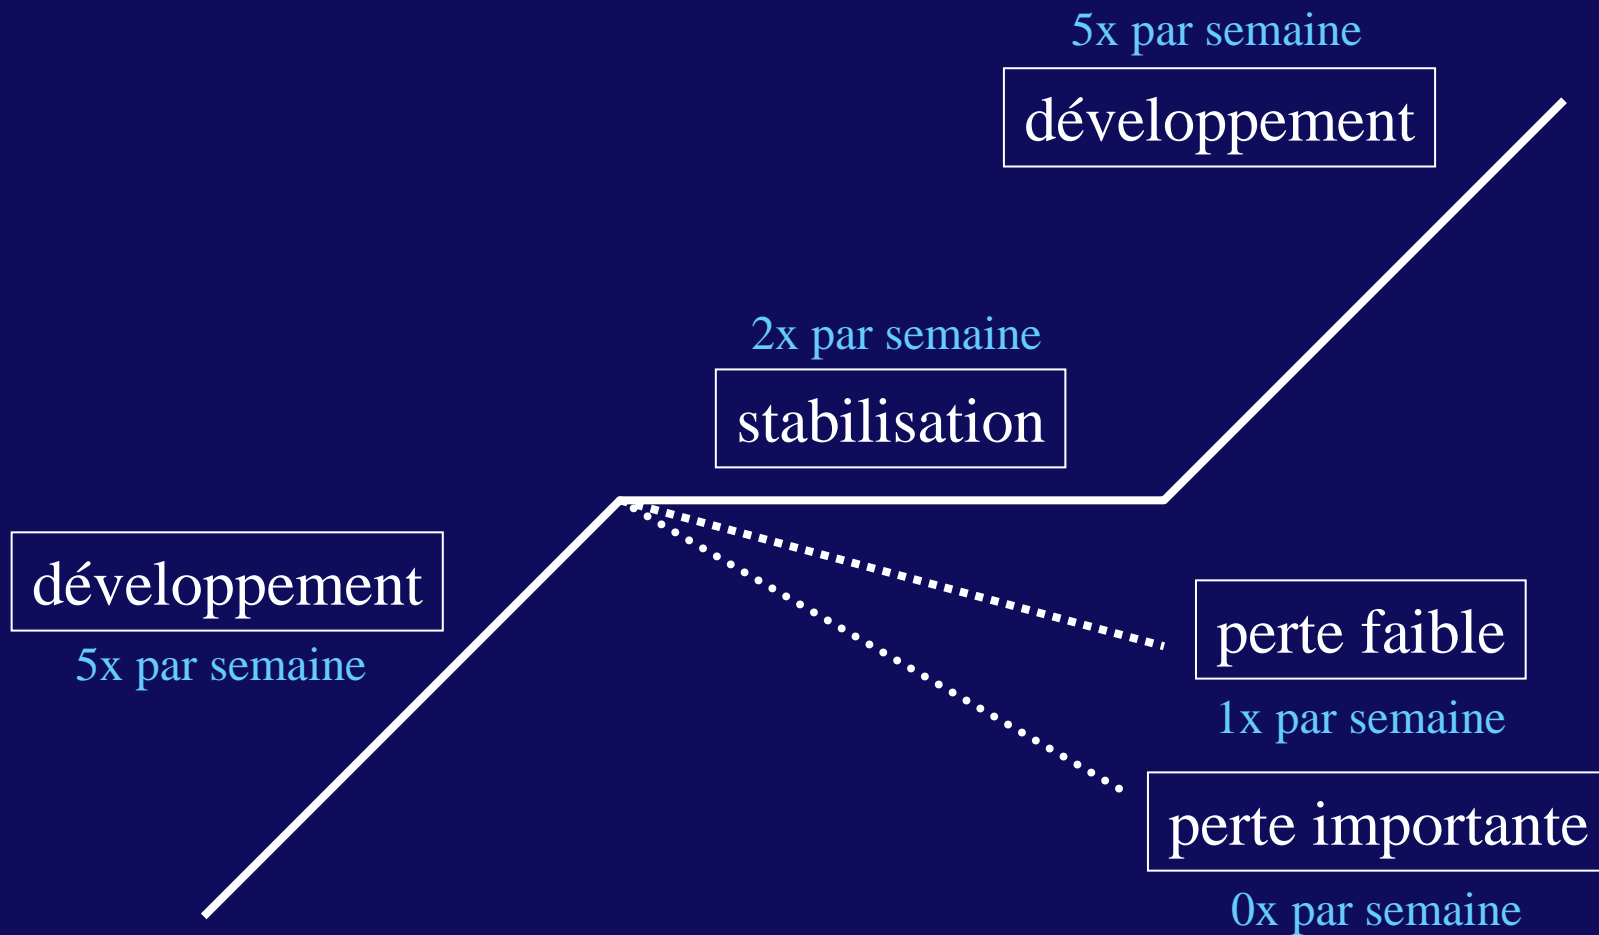 5x par semaine
développement
2x par semaine
stabilisation
développement
5x par semaine
perte faible
1x par semaine
perte importante
0x par semaine